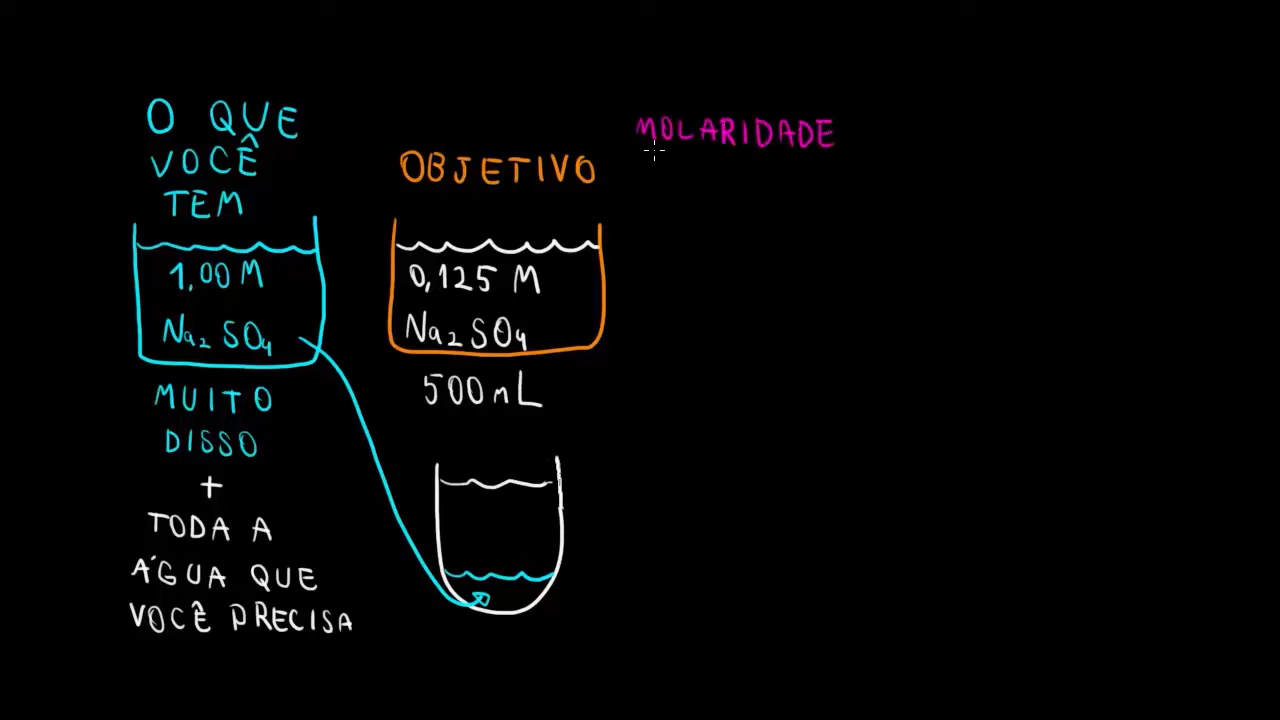 O QUE
VOCÊ
TEM
1,00 M
Na₂ SO₄
MUITO
DISSO
+
TODA A
ÁGUA QUE
VOCÊ PRECISA
OBJETIVO
0,125 M
Na₂ SO₄
500 mL
MOLARIDADE